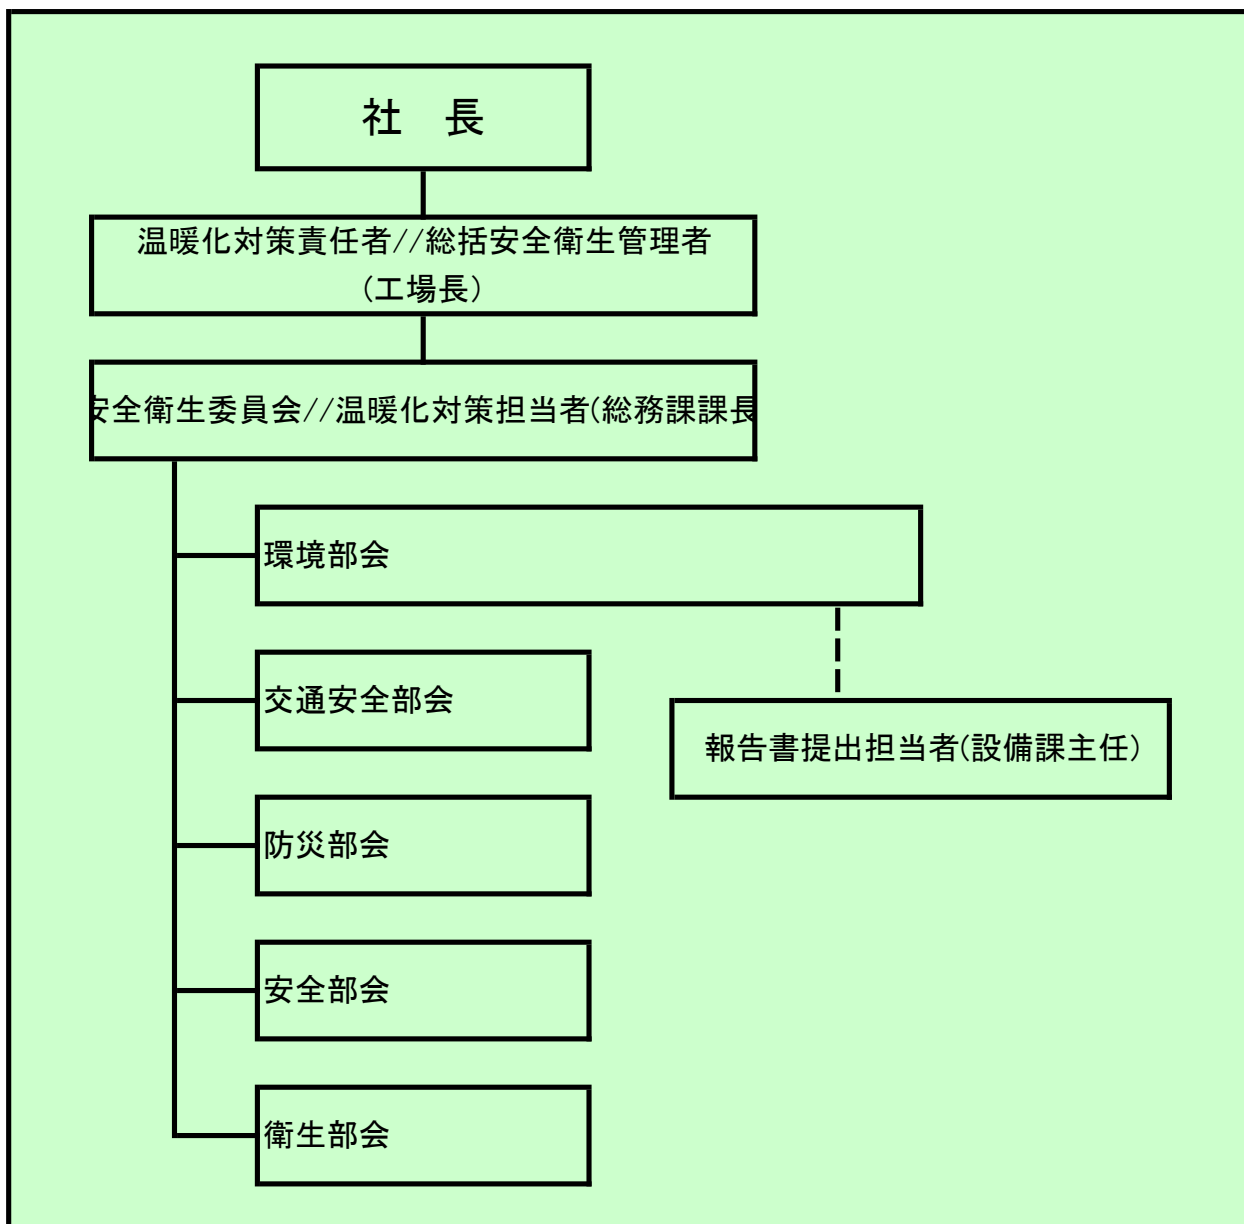 社　長
温暖化対策責任者//総括安全衛生管理者
(工場長)
安全衛生委員会//温暖化対策担当者(総務課課長
環境部会
交通安全部会
報告書提出担当者(設備課主任)
防災部会
安全部会
衛生部会